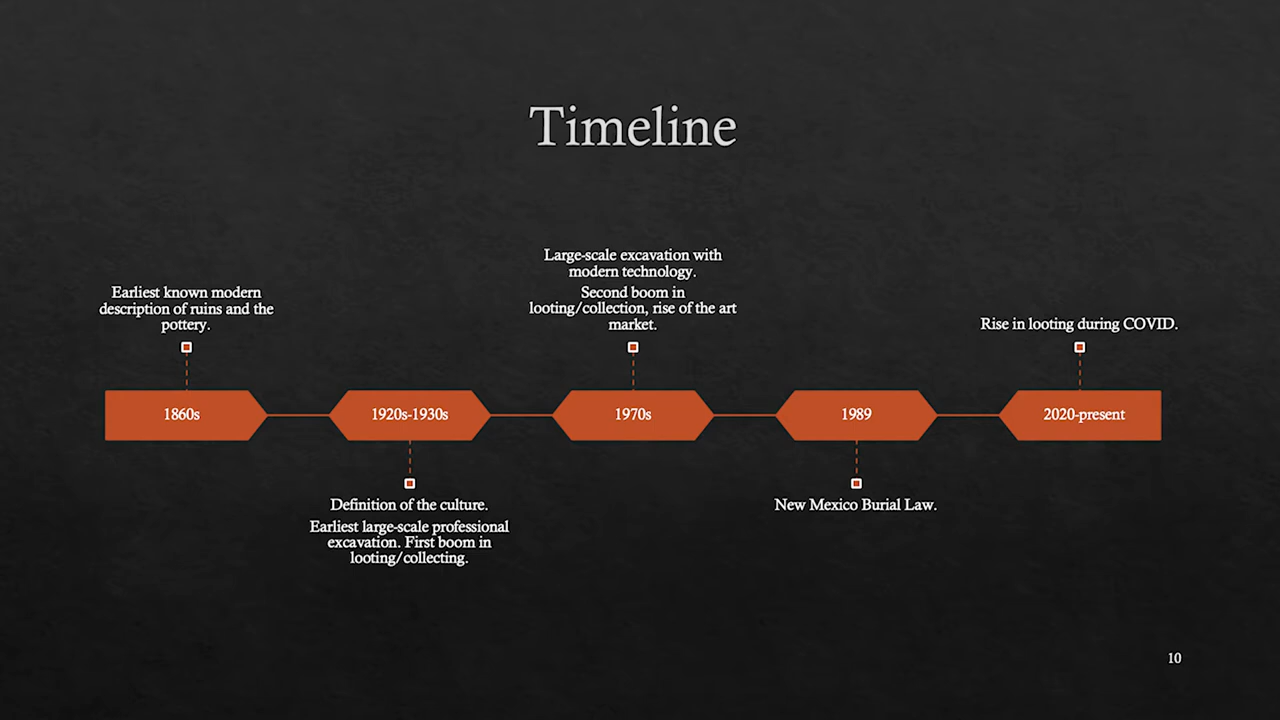 Timeline
Large-scale excavation with
modern technology.
Second boom in
looting/collection, rise of the art
market.
Earliest known modern
description of ruins and the
pottery.
Rise in looting during COVID.
1860s
1920s-1930s
1970s
1989
2020-present
Definition of the culture.
Earliest large-scale professional
excavation. First boom in
looting/collecting.
New Mexico Burial Law.
10